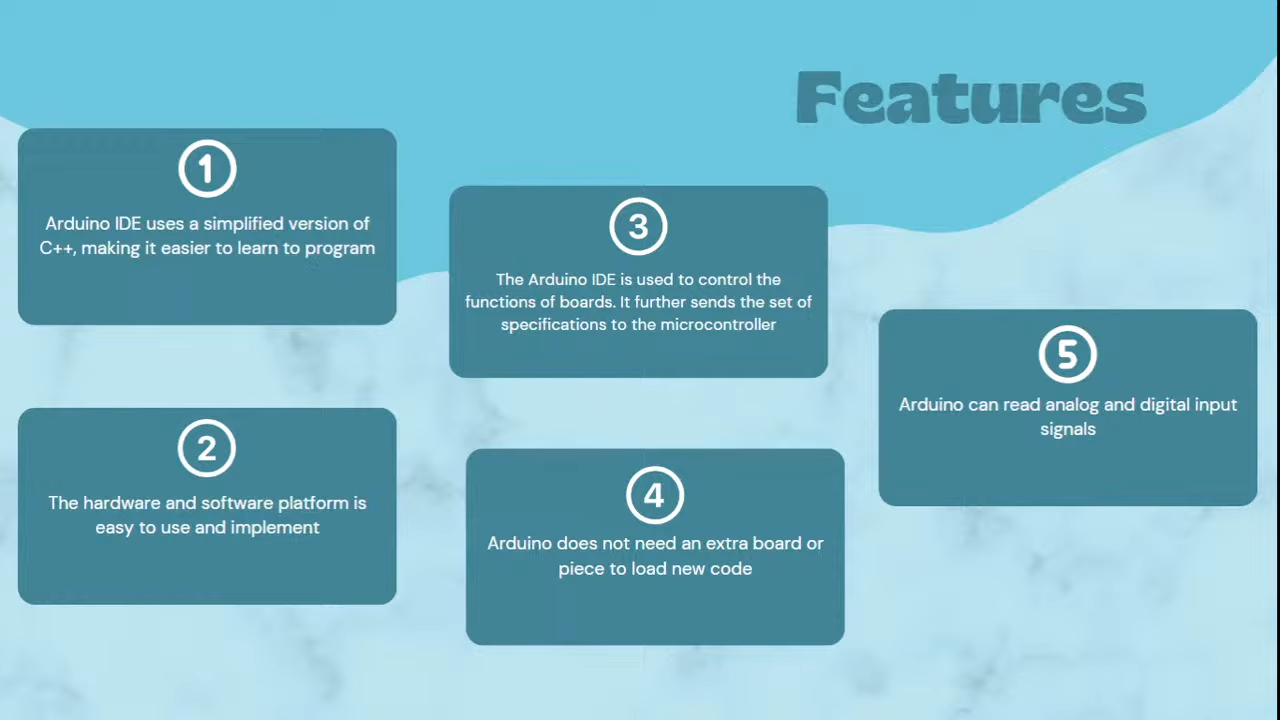 Features
1
Arduino IDE uses a simplified version of
C++, making it easier to learn to program
2
The hardware and software platform is
easy to use and implement
3
The Arduino IDE is used to control the
functions of boards. It further sends the set of
specifications to the microcontroller
4
Arduino does not need an extra board or
piece to load new code
5
Arduino can read analog and digital input
signals